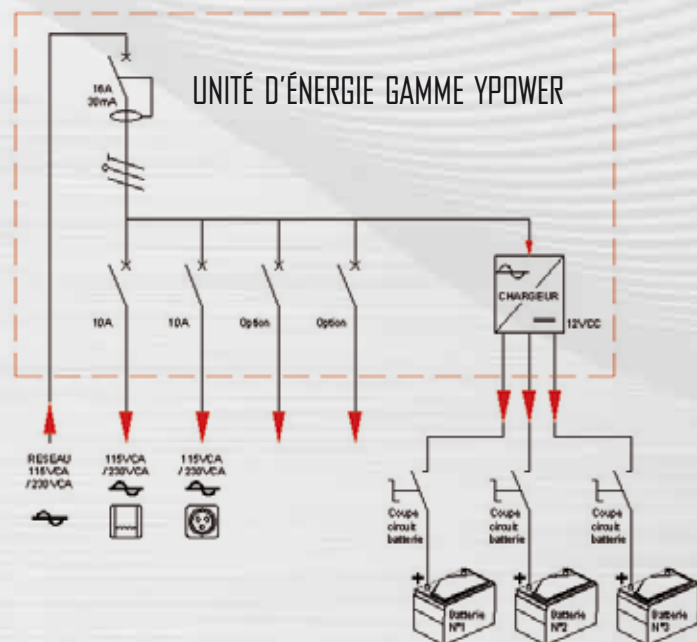 UNITÉ D'ÉNERGIE GAMME YPOWER
16A
30mA
10A
10A
Option
Option
CHARGEUR
12VCC
RESEAU
115VCA
/230VCA
115VCA
/230VCA
115VCA
/230VCA
Coupe
circuit
batterie
Coupe
circuit
batterie
Coupe
circuit
batterie
+
+
+
Batterie
N°1
Batterie
N°2
Batterie
N°3